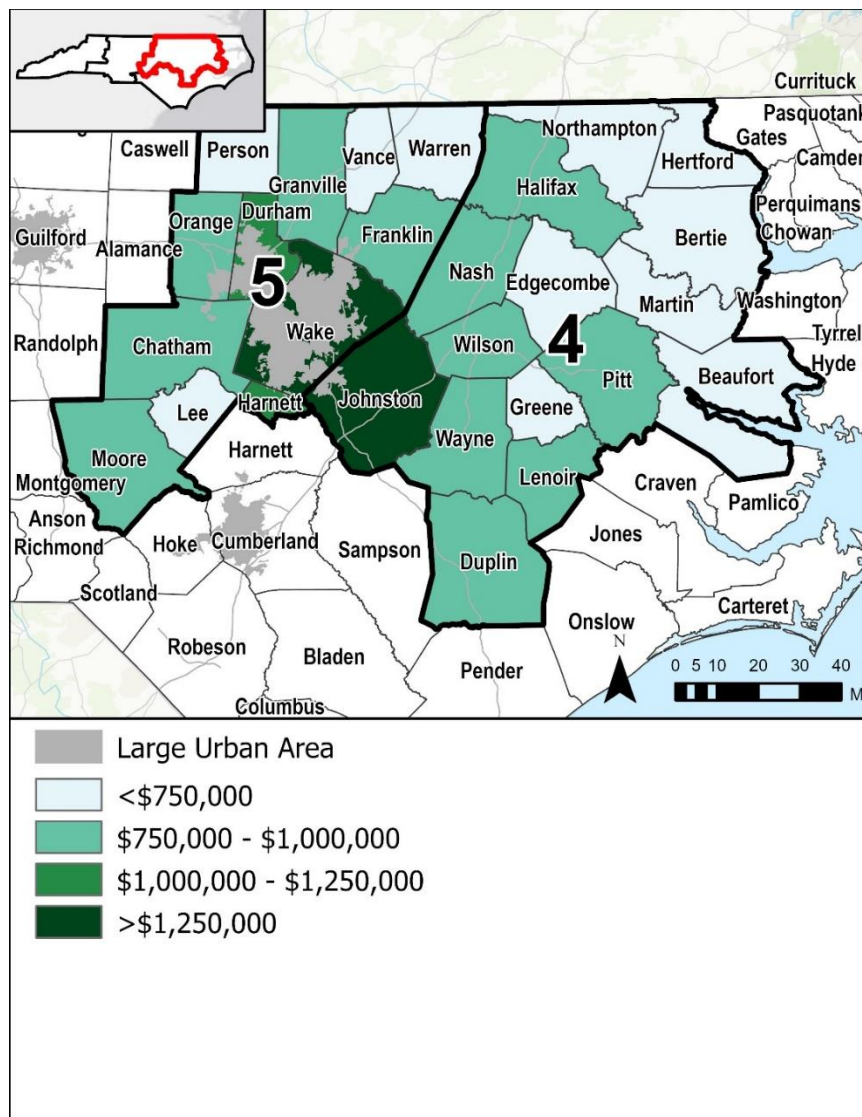 Currituck
Pasquotank
Gates
Camden
Perquimans
Chowan
Northampton
Hertford
Caswell
Person
Vance
Warren
Granville
Halifax
Orange
Durham
Franklin
Bertie
Guilford
Alamance
Nash
Edgecombe
Martin
Washington
5
Wake
Wilson
4
Tyrrel
Randolph
Chatham
Pitt
Beaufort
Hyde
Lee
Harnett
Johnston
Greene
Wayne
Moore
Harnett
Lenoir
Craven
Montgomery
Pamlico
Anson
Richmond
Hoke
Cumberland
Sampson
Jones
Duplin
Scotland
Carteret
Onslow
N
Robeson
Bladen
Pender
0 5 10 20 30 40
M
Columbus
Large Urban Area
<$750,000
$750,000 - $1,000,000
$1,000,000 - $1,250,000
>$1,250,000